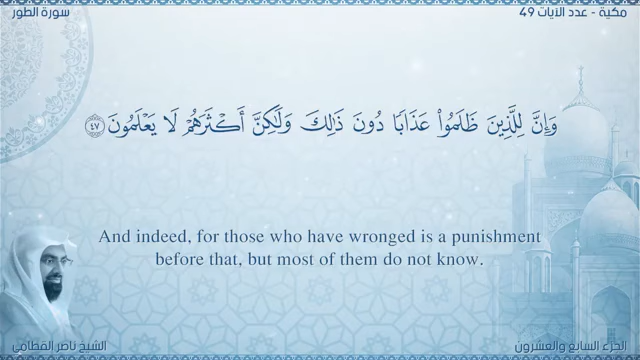 سورة الطور
مكية - عدد الآيات 49
وَإِنَّ لِلَّذِينَ ظَلَمُوا۟ عَذَابًا دُونَ ذَٰلِكَ وَلَٰكِنَّ أَكْثَرَهُمْ لَا يَعْلَمُونَ ٤٧
And indeed, for those who have wronged is a punishment
before that, but most of them do not know.
الجزء السابع والعشرون
الشيخ ناصر القطامي